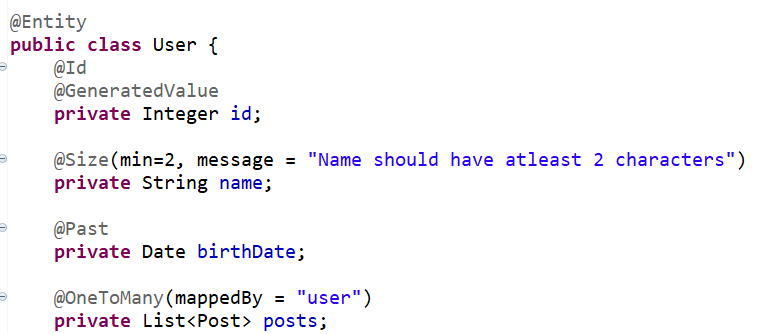 @Entity
public class User {
@Id
@GeneratedValue
private Integer id;
@Size(min=2, message = "Name should have atleast 2 characters")
private String name;
@Past
private Date birthDate;
@OneToMany(mappedBy = "user")
private List<Post> posts;